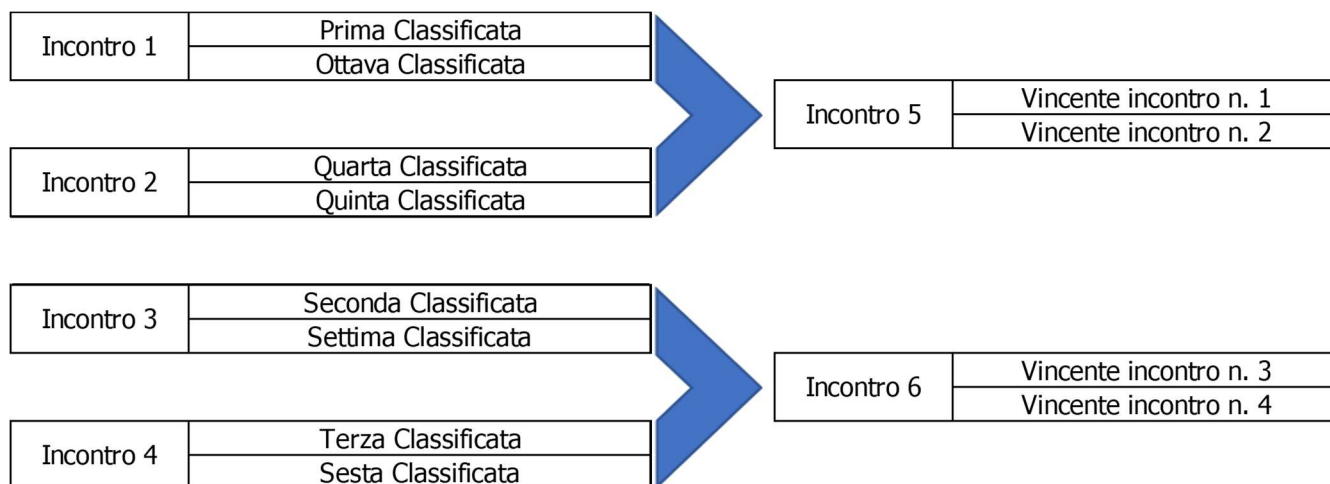 Incontro 1
Prima Classificata
Ottava Classificata
Incontro 2
Quarta Classificata
Quinta Classificata
Incontro 5
Vincente incontro n. 1
Vincente incontro n. 2
Incontro 3
Seconda Classificata
Settima Classificata
Incontro 4
Terza Classificata
Sesta Classificata
Incontro 6
Vincente incontro n. 3
Vincente incontro n. 4